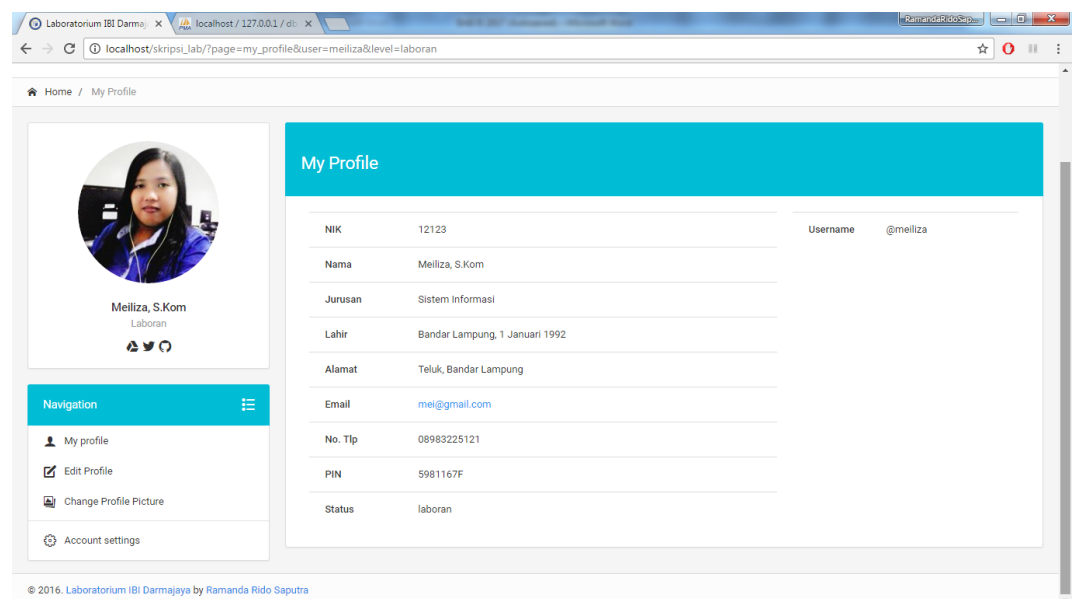 Laboratorium IBI Darmaj
localhost / 127.0.0.1 / db
RamandaRidoSap...
localhost/skripsi_lab/?page=my_profile&user=meiliza&level=laboran
Home / My Profile
Meiliza, S.Kom
Laboran
Navigation
My profile
Edit Profile
Change Profile Picture
Account settings
My Profile
NIK 12123
Nama Meiliza, S.Kom
Jurusan Sistem Informasi
Lahir Bandar Lampung, 1 Januari 1992
Alamat Teluk, Bandar Lampung
Email mei@gmail.com
No. Tlp 08983225121
PIN 5981167F
Status laboran
Username @meiliza
© 2016. Laboratorium IBI Darmajaya by Ramanda Rido Saputra